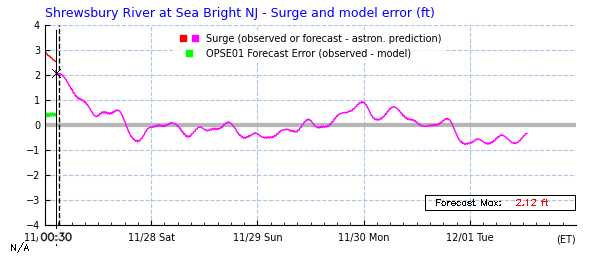 Shrewsbury River at Sea Bright NJ - Surge and model error (ft)
Surge (observed or forecast - astron. prediction)
OPSE01 Forecast Error (observed - model)
4
3
2
1
0
−1
−2
−3
−4
Forecast Max: 2.12 ft
00:30 11/28 Sat 11/29 Sun 11/30 Mon 12/01 Tue (ET)
N/A